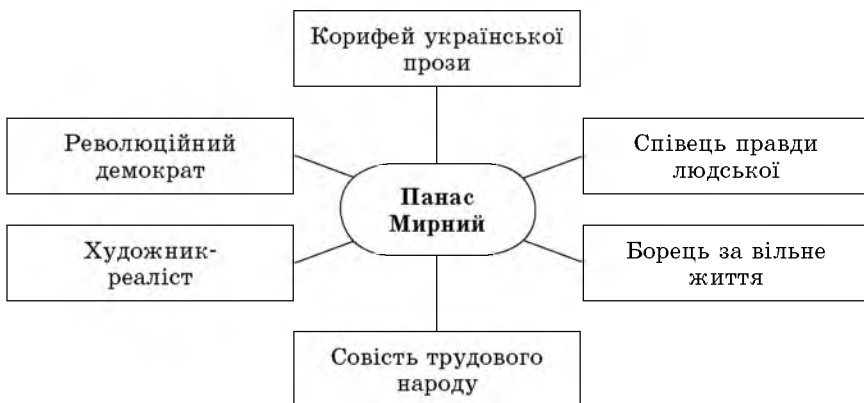 Корифей української
прози
Революційний
демократ
Співець правди
людської
Панас
Мирний
Художник-
реаліст
Борець за вільне
життя
Совість трудового
народу